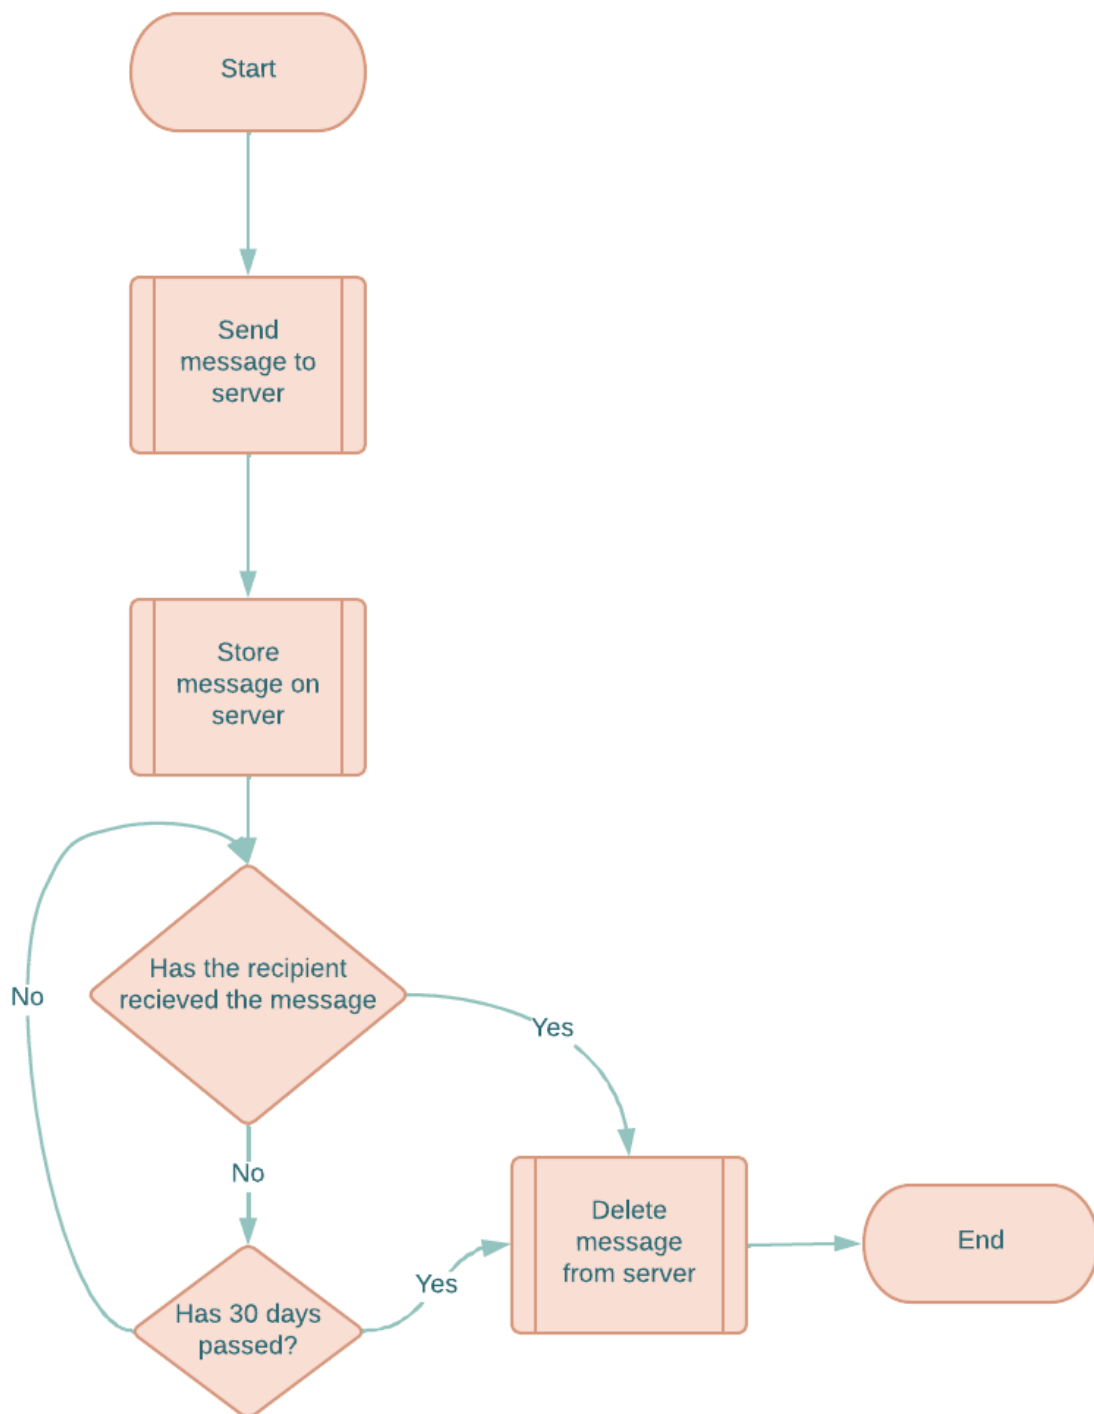 Start
Send
message to
server
Store
message on
server
Has the recipient
recieved the message
No
Yes
No
Delete
message
from server
End
Yes
Has 30 days
passed?